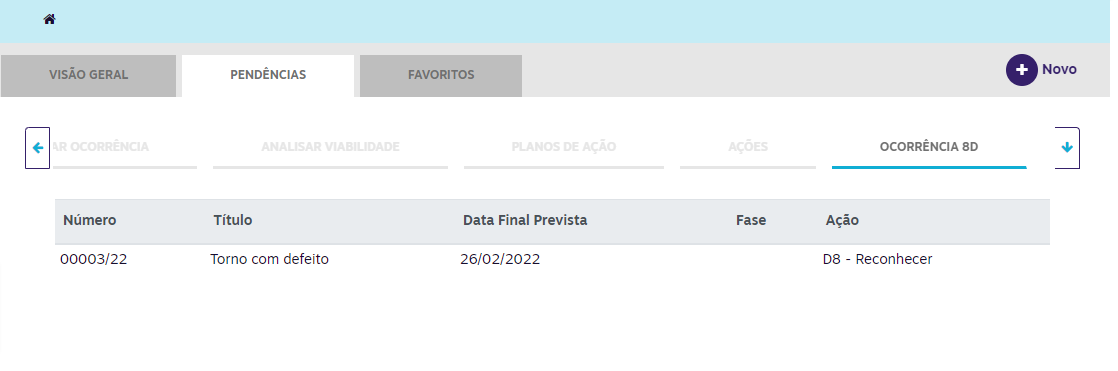 VISÃO GERAL PENDÊNCIAS FAVORITOS Novo
AR OCORRÊNCIA ANALISAR VIABILIDADE PLANOS DE AÇÃO AÇÕES OCORRÊNCIA 8D
Número Título Data Final Prevista Fase Ação
00003/22 Torno com defeito 26/02/2022 D8 - Reconhecer